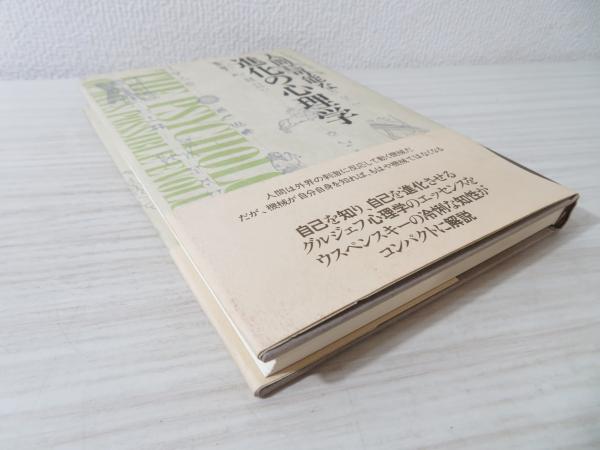 人間に可能な
進化の心理学
THE PSYCHOLO
POSSIBLE EVOLU
人間は外界の刺激に反応して動く機械だ
だが、機械が自分自身を知れば、もはや機械ではなくなる
自己を知り 自己を進化させる
グルジェフ心理学のエッセンスを
ウスペンスキーの冷徹な知性が
コンパクトに解説